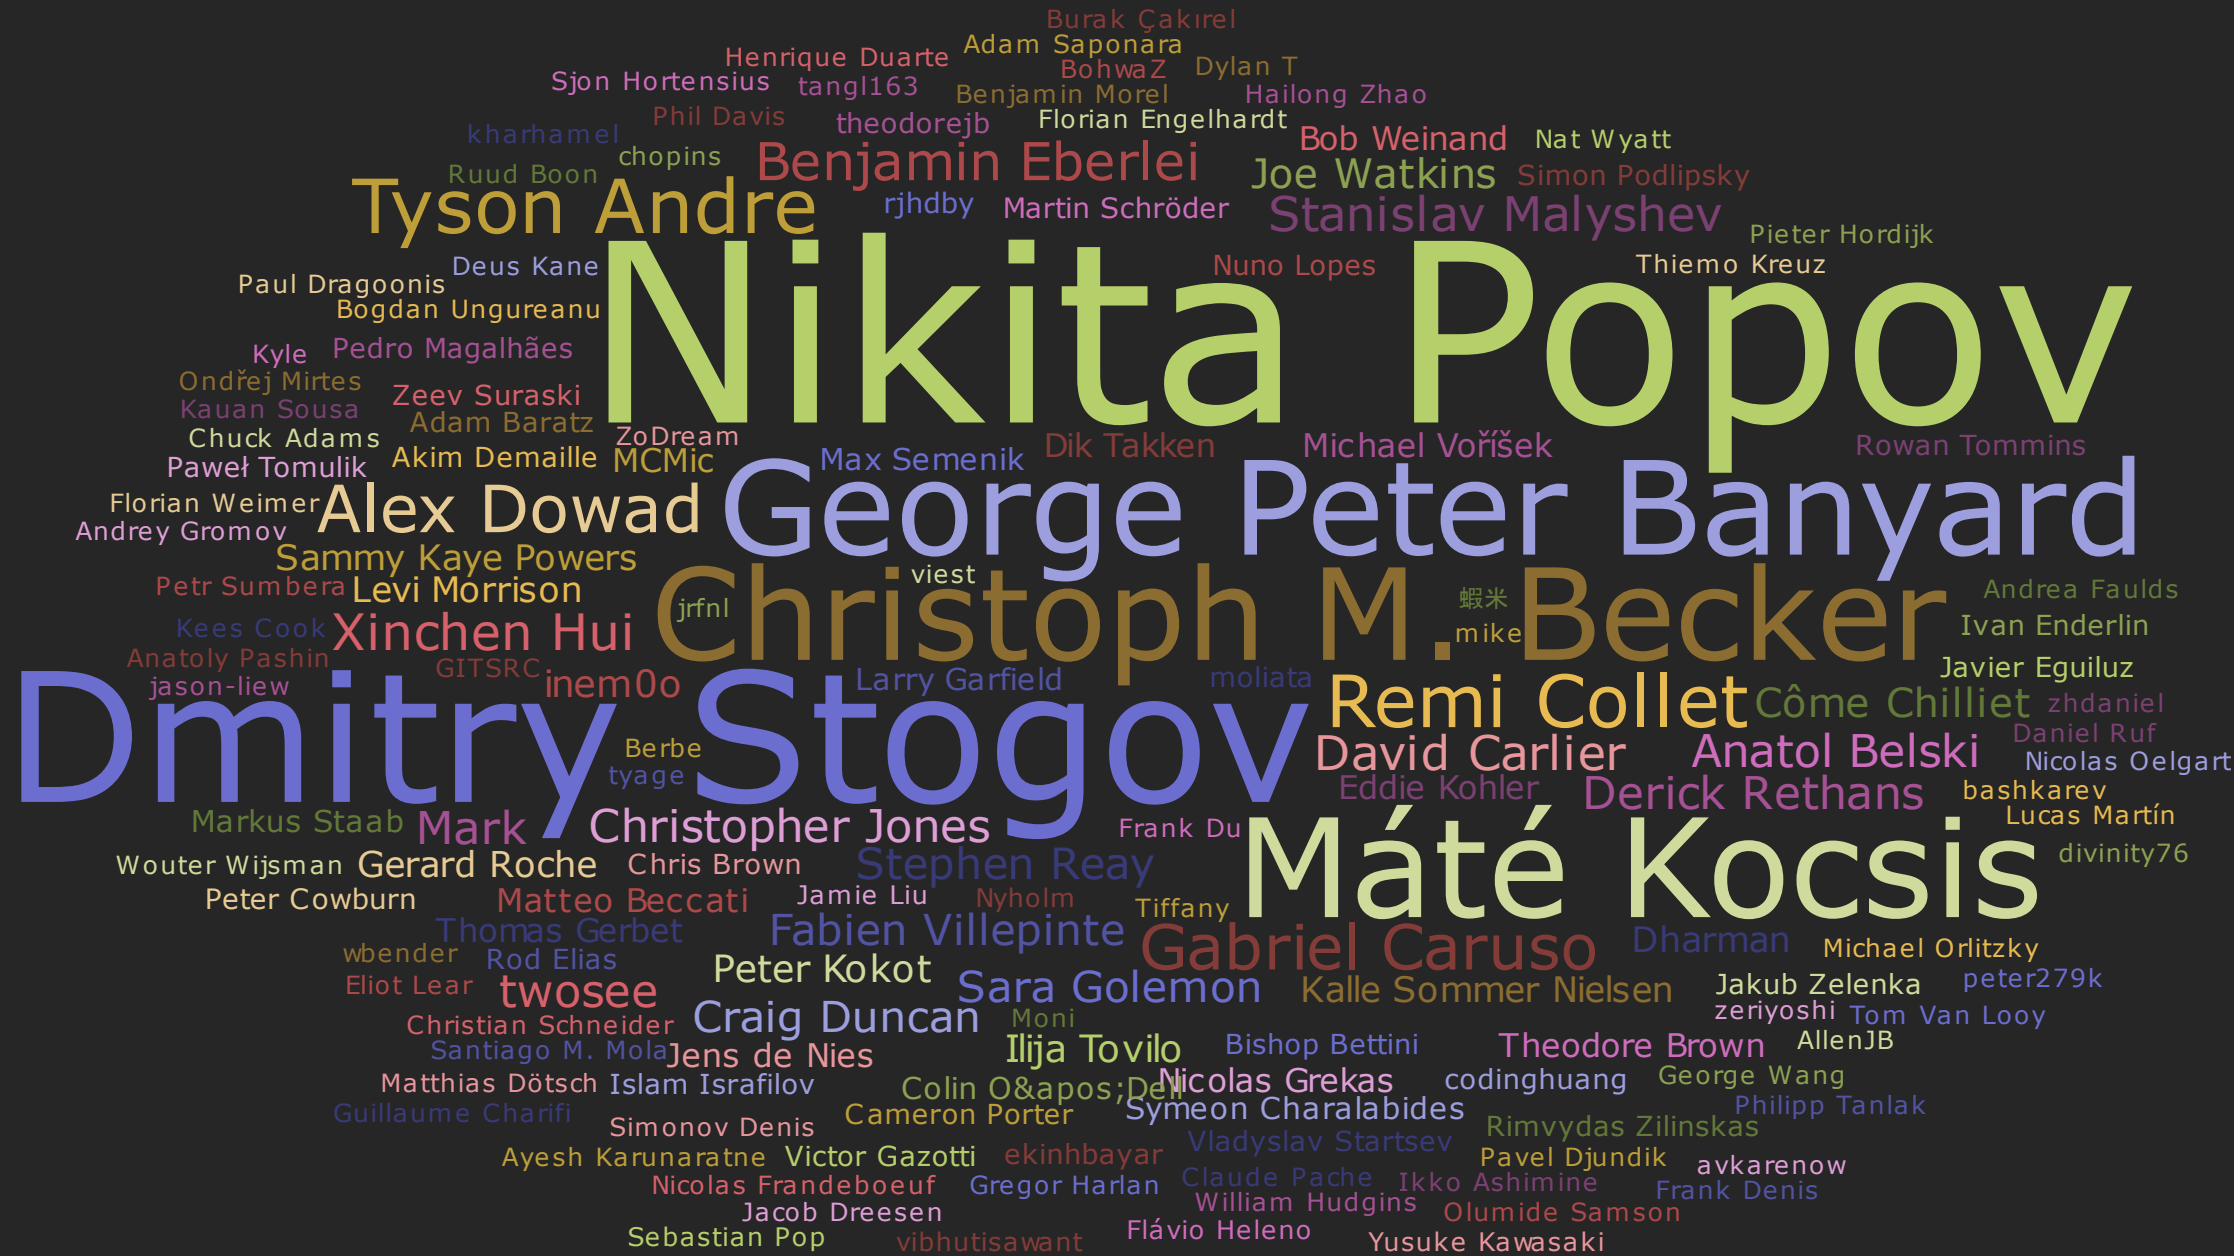 Burak Çakırel
Henrique Duarte
Adam Saponara
Sjon Hortensius
tangl163
BohwaZ
Dylan T
Benjamin Morel
Hailong Zhao
kharhamel
Phil Davis
theodorejb
Florian Engelhardt
Bob Weinand
Nat Wyatt
chopins
Benjamin Eberlei
Joe Watkins
Simon Podlipsky
Ruud Boon
Tyson Andre
rjhdby
Martin Schröder
Stanislav Malyshev
Pieter Hordijk
Deus Kane
Nuno Lopes
Thiemo Kreuz
Paul Dragoonis
Bogdan Ungureanu
Nikita Popov
Kyle
Pedro Magalhães
Ondřej Mirtes
Zeev Suraski
Kauan Sousa
Adam Baratz
Chuck Adams
ZoDream
Paweł Tomulik
Akim Demaille
MCMic
Max Semenik
Dik Takken
Michael Voříšek
Rowan Tommins
Florian Weimer
Alex Dowad
George Peter Banyard
Andrey Gromov
Sammy Kaye Powers
viest
Petr Sumbera
Levi Morrison
jrfnl
Christoph M. Becker
蝦米
mike
Andrea Faulds
Kees Cook
Xinchen Hui
Ivan Enderlin
Anatoly Pashin
GITSRC
Javier Eguiluz
jason-liew
inem0o
Larry Garfield
moliata
Remi Collet
Côme Chilliet
zhdaniel
Dmitry Stogov
Berbe
tyage
David Carlier
Anatol Belski
Daniel Ruf
Nicolas Oelgart
Eddie Kohler
Derick Rethans
bashkarev
Lucas Martín
Markus Staab
Mark
Christopher Jones
Frank Du
Máté Kocsis
divinity76
Wouter Wijsman
Gerard Roche
Chris Brown
Stephen Reay
Peter Cowburn
Matteo Beccati
Jamie Liu
Nyholm
Tiffany
Thomas Gerbet
Fabien Villepinte
Gabriel Caruso
Dharman
Michael Orlitzky
wbender
Rod Elias
Peter Kokot
Eliot Lear
twosee
Sara Golemon
Kalle Sommer Nielsen
Jakub Zelenka
peter279k
Christian Schneider
Craig Duncan
Moni
zeriyoshi
Tom Van Looy
Santiago M. Mola
Jens de Nies
Ilija Tovilo
Bishop Bettini
Theodore Brown
AllenJB
Matthias Dötsch
Islam Israfilov
Colin O&apos;Dell
Nicolas Grekas
codinghuang
George Wang
Guillaume Charifi
Simonov Denis
Cameron Porter
Symeon Charalabides
Rimvydas Zilinskas
Philipp Tanlak
Ayesh Karunaratne
Victor Gazotti
ekinhbayar
Vladyslav Startsev
Pavel Djundik
avkarenow
Nicolas Frandeboeuf
Gregor Harlan
Claude Pache
Ikko Ashimine
Frank Denis
Jacob Dreesen
William Hudgins
Olumide Samson
Sebastian Pop
vibhutisawant
Flávio Heleno
Yusuke Kawasaki